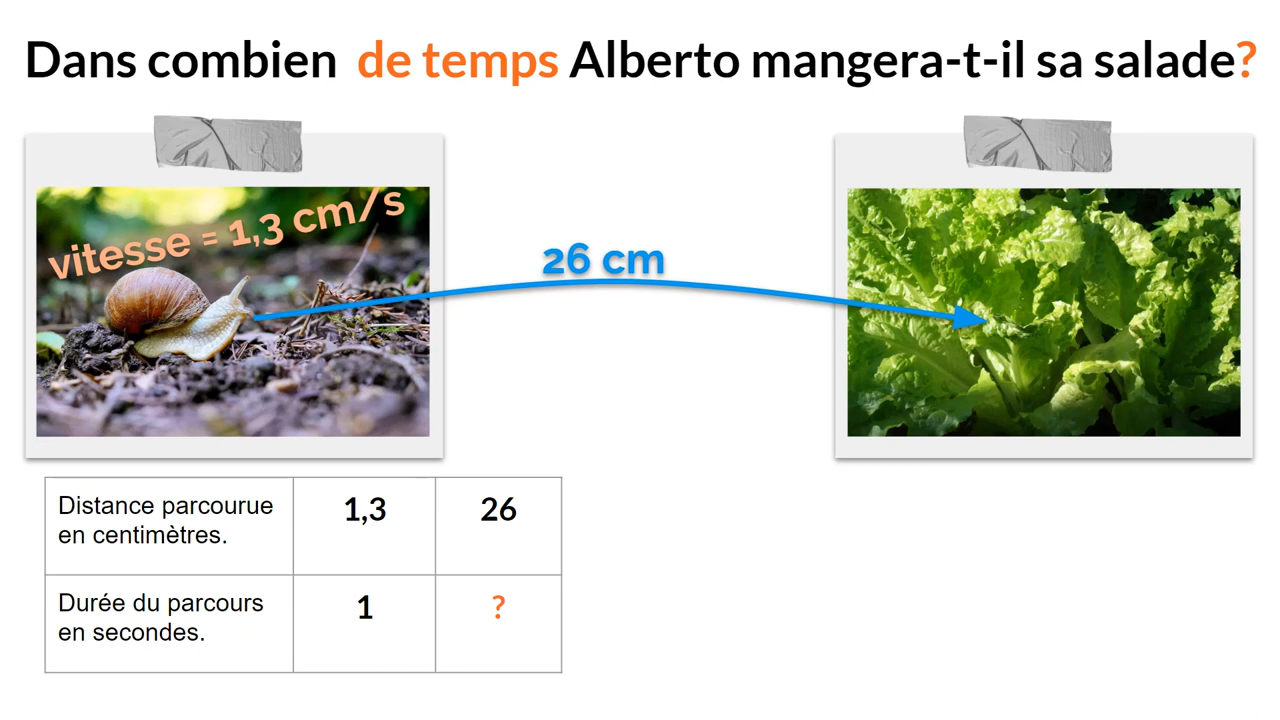 Dans combien de temps Alberto mangera-t-il sa salade?
vitesse = 1,3 cm/s
26 cm
Distance parcourue
en centimètres.
1,3
26
Durée du parcours
en secondes.
1
?